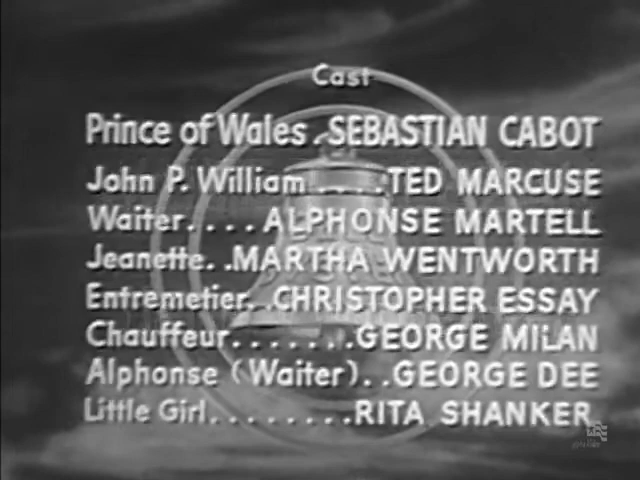 Cast
Prince of Wales..SEBASTIAN CABOT
John P. William....TED MARCUSE
Waiter....ALPHONSE MARTELL
Jeanette..MARTHA WENTWORTH
Entremetier..CHRISTOPHER ESSAY
Chauffeur.......GEORGE MILAN
Alphonse (Waiter)..GEORGE DEE
Little Girl........RITA SHANKER